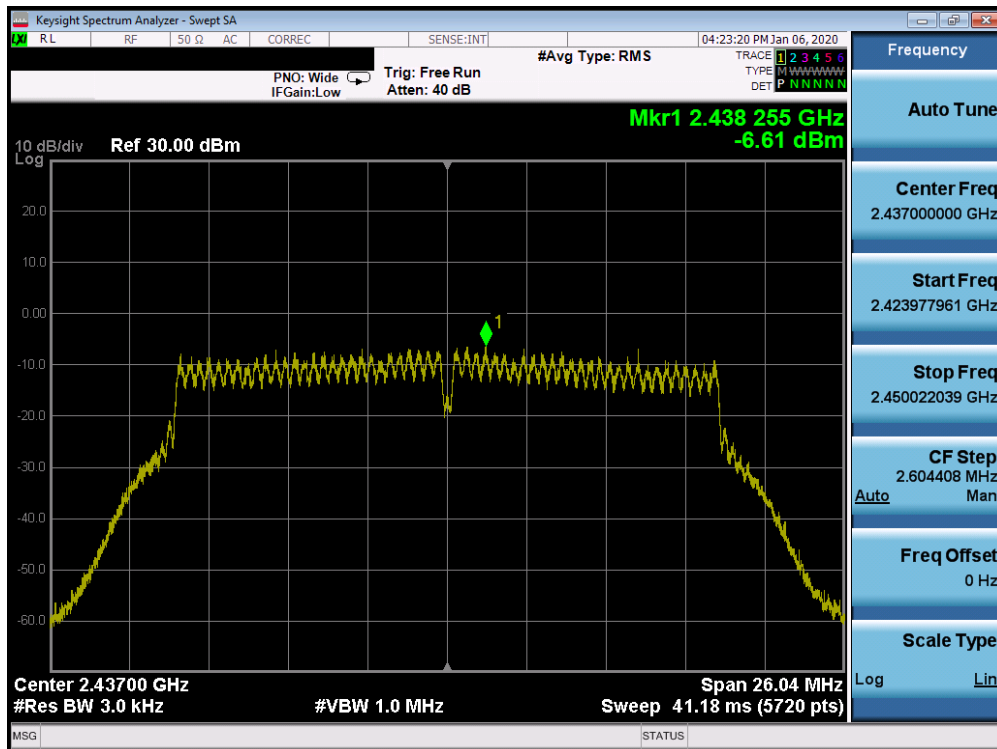 Keysight Spectrum Analyzer - Swept SA
LXI RL RF 50 Ω AC CORREC SENSE:INT 04:23:20 PM Jan 06, 2020
PNO: Wide
IFGain:Low
Trig: Free Run
Atten: 40 dB
#Avg Type: RMS
TRACE 1 2 3 4 5 6
TYPE M WWWWW
DET P N N N N N
Mkr1 2.438 255 GHz
-6.61 dBm
10 dB/div Ref 30.00 dBm
Log
20.0
10.0
0.00
-10.0
-20.0
-30.0
-40.0
-50.0
-60.0
1
Center 2.43700 GHz Span 26.04 MHz
#Res BW 3.0 kHz #VBW 1.0 MHz Sweep 41.18 ms (5720 pts)
MSG STATUS
Frequency
Auto Tune
Center Freq
2.437000000 GHz
Start Freq
2.423977961 GHz
Stop Freq
2.450022039 GHz
CF Step
2.604408 MHz
Auto Man
Freq Offset
0 Hz
Scale Type
Log Lin